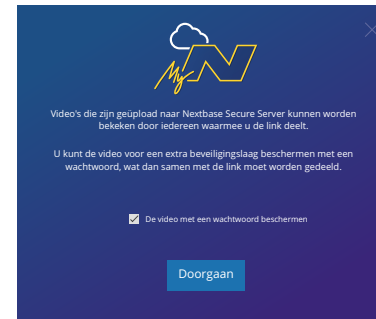 My N
Video's die zijn geüpload naar Nextbase Secure Server kunnen worden
bekeken door iedereen waarmee u de link deelt.
U kunt de video voor een extra beveiligingslaag beschermen met een
wachtwoord, wat dan samen met de link moet worden gedeeld.
De video met een wachtwoord beschermen
Doorgaan